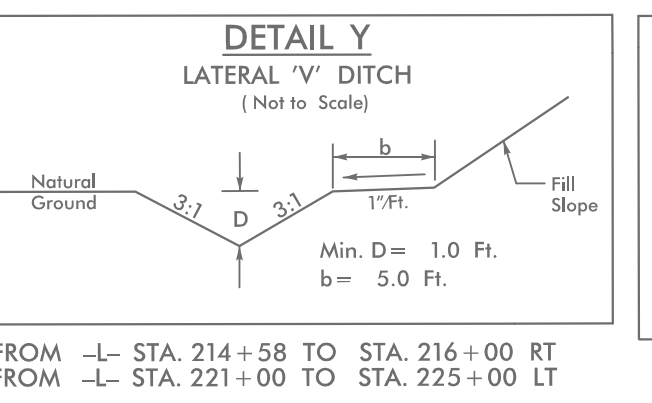 DETAIL Y
LATERAL 'V' DITCH
( Not to Scale)
b
Natural
Ground
3:1
D
3:1
1"/Ft.
Fill
Slope
Min. D= 1.0 Ft.
b= 5.0 Ft.
FROM -L- STA. 214+58 TO STA. 216+00 RT
FROM -L- STA. 221+00 TO STA. 225+00 LT